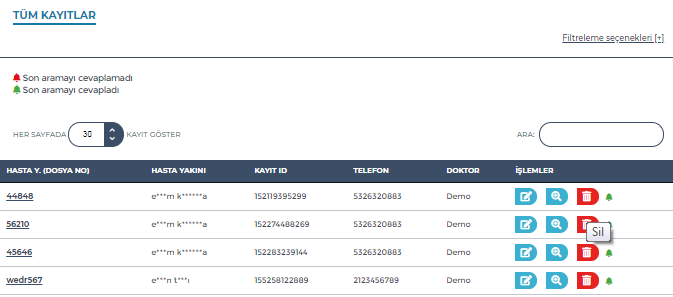 TÜM KAYITLAR
Filtreleme seçenekleri [+]
Son aramayı cevaplamadı
Son aramayı cevapladı
HER SAYFADA 30 KAYIT GÖSTER ARA:
HASTA Y. (DOSYA NO) HASTA YAKINI KAYIT ID TELEFON DOKTOR İŞLEMLER
44848 e***m k******a 152119395299 5326320883 Demo
56210 e***m k******a 152274488269 5326320883 Demo
Sil
45646 e***m k******a 152283239144 5326320883 Demo
wedr567 e***n t***ı 155258122889 2123456789 Demo